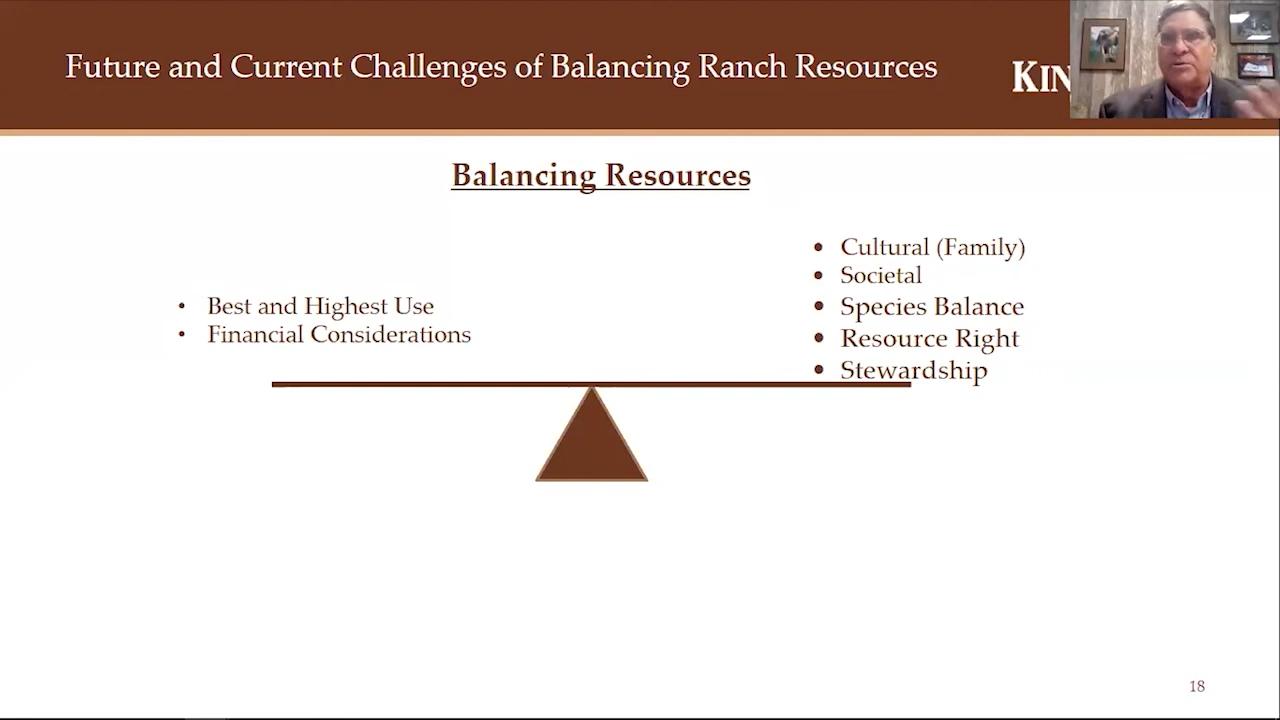 Future and Current Challenges of Balancing Ranch Resources
Balancing Resources
• Best and Highest Use
• Financial Considerations
• Cultural (Family)
• Societal
• Species Balance
• Resource Right
• Stewardship
18